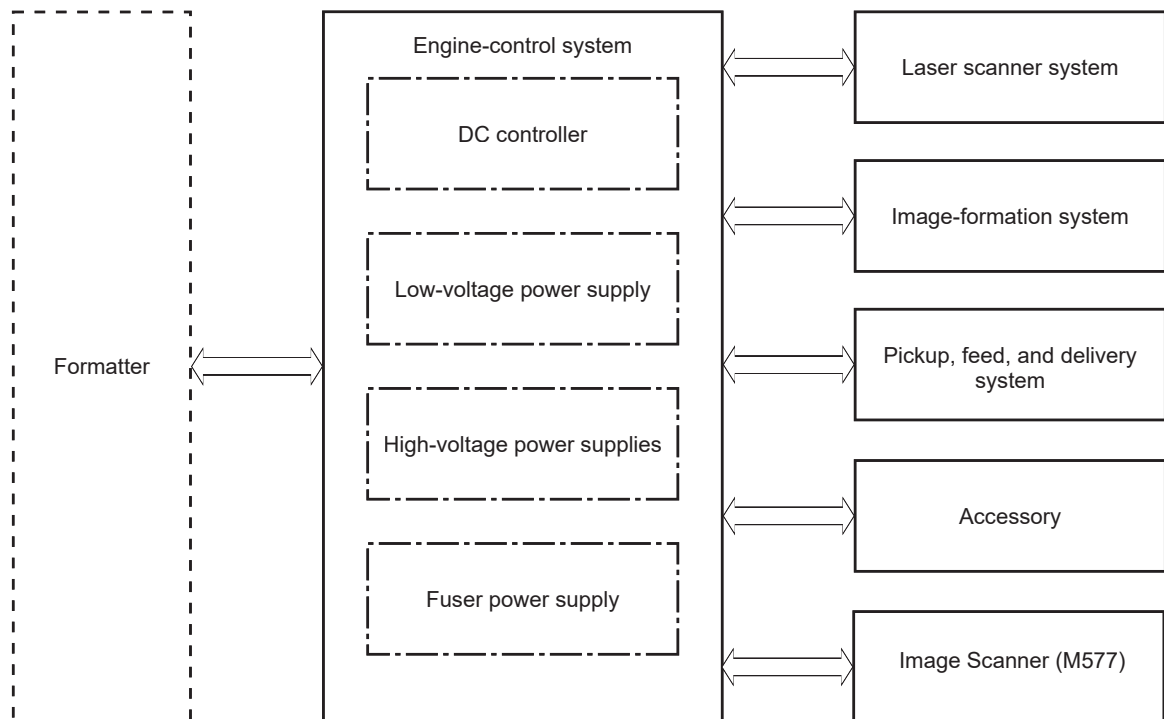 Formatter
Engine-control system
DC controller
Low-voltage power supply
High-voltage power supplies
Fuser power supply
Laser scanner system
Image-formation system
Pickup, feed, and delivery
system
Accessory
Image Scanner (M577)